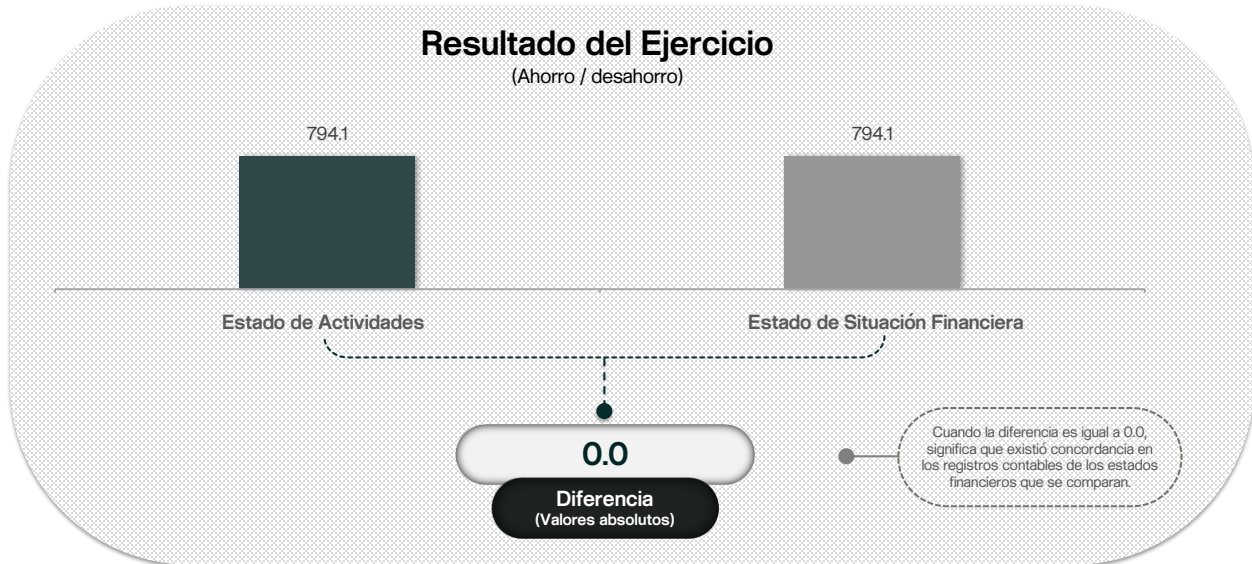 Resultado del Ejercicio
(Ahorro / desahorro)
794.1
794.1
Estado de Actividades
Estado de Situación Financiera
0.0
Diferencia
(Valores absolutos)
Cuando la diferencia es igual a 0.0,
significa que existió concordancia en
los registros contables de los estados
financieros que se comparan.